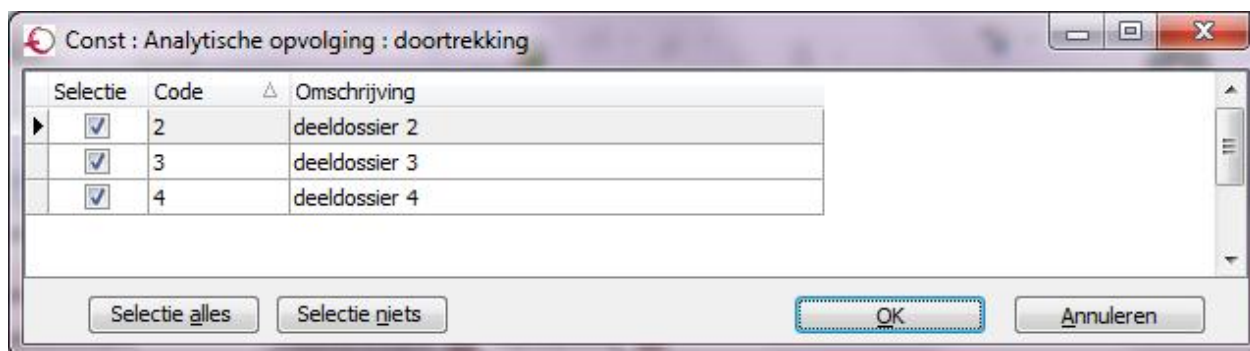 Const : Analytische opvolging : doortrekking
Selectie Code Omschrijving
2 deeldossier 2
3 deeldossier 3
4 deeldossier 4
Selectie alles Selectie niets OK Annuleren